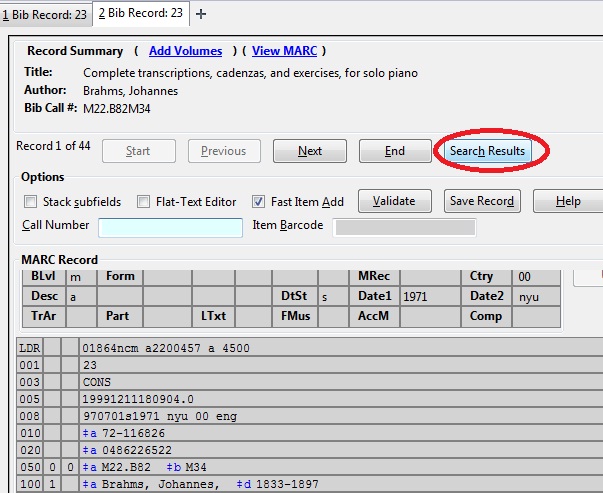 1 Bib Record: 23 2 Bib Record: 23 +
Record Summary ( Add Volumes ) ( View MARC )
Title: Complete transcriptions, cadenzas, and exercises, for solo piano
Author: Brahms, Johannes
Bib Call #: M22.B82M34
Record 1 of 44 Start Previous Next End Search Results
Options
Stack subfields Flat-Text Editor Fast Item Add Validate Save Record Help
Call Number Item Barcode
MARC Record
BLvl m Form MRec Ctry 00
Desc a DtSt s Date1 1971 Date2 nyu
TrAr Part LTxt FMus AccM Comp
LDR 01864ncm a2200457 a 4500
001 23
003 CONS
005 19991211180904.0
008 970701s1971 nyu 00 eng
010 ‡a 72-116826
020 ‡a 0486226522
050 0 0 ‡a M22.B82 ‡b M34
100 1 ‡a Brahms, Johannes, ‡d 1833-1897